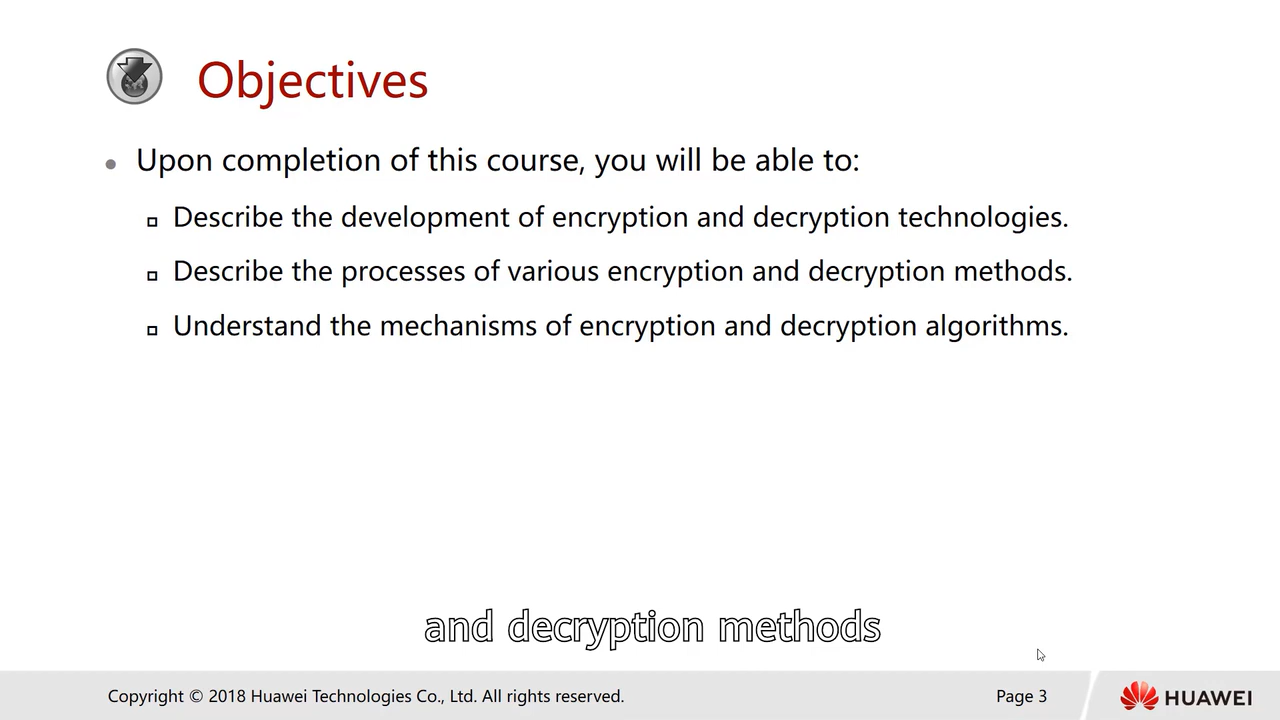 Objectives
Upon completion of this course, you will be able to:
Describe the development of encryption and decryption technologies.
Describe the processes of various encryption and decryption methods.
Understand the mechanisms of encryption and decryption algorithms.
and decryption methods
Copyright © 2018 Huawei Technologies Co., Ltd. All rights reserved.
Page 3
HUAWEI